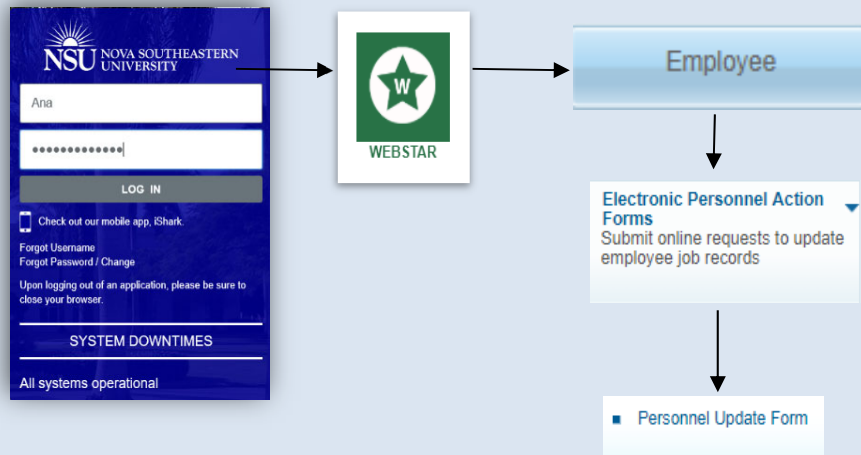 NSU NOVA SOUTHEASTERN
UNIVERSITY
Ana
•••••••••••••
LOG IN
Check out our mobile app, iShark.
Forgot Username
Forgot Password / Change
Upon logging out of an application, please be sure to
close your browser.
SYSTEM DOWNTIMES
All systems operational
W
WEBSTAR
Employee
Electronic Personnel Action
Forms
Submit online requests to update
employee job records
▪ Personnel Update Form